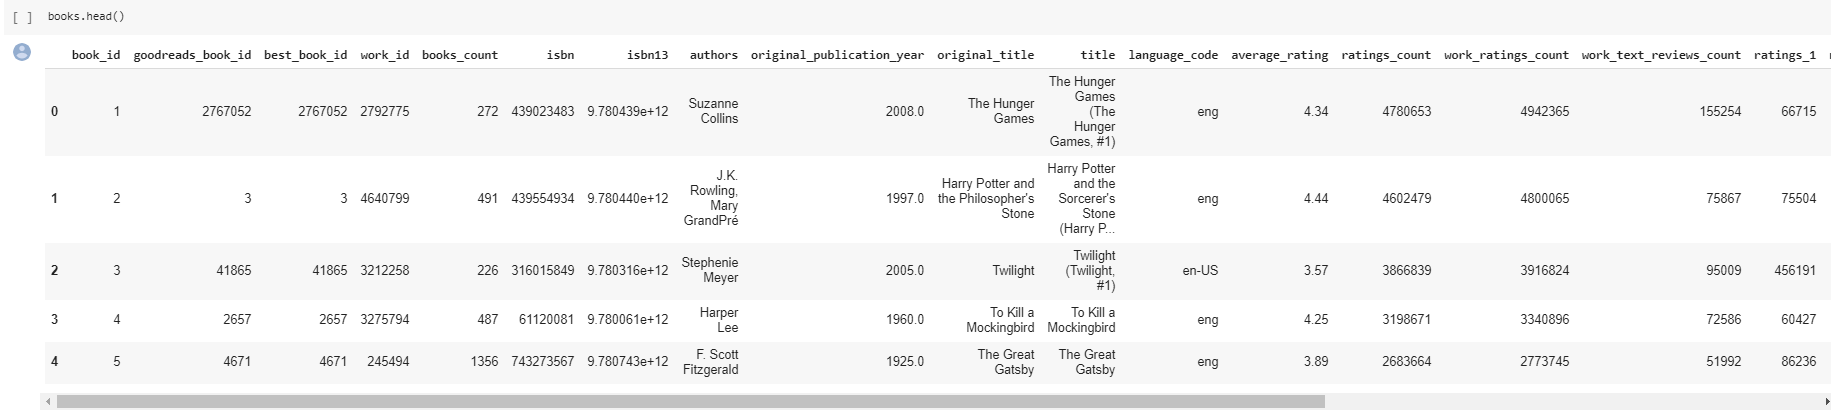 [ ] books.head()
book_id goodreads_book_id best_book_id work_id books_count isbn isbn13 authors original_publication_year original_title title language_code average_rating ratings_count work_ratings_count work_text_reviews_count ratings_1
0 1 2767052 2767052 2792775 272 439023483 9.780439e+12 Suzanne Collins 2008.0 The Hunger Games The Hunger Games (The Hunger Games, #1) eng 4.34 4780653 4942365 155254 66715
1 2 3 3 4640799 491 439554934 9.780440e+12 J.K. Rowling, Mary GrandPré 1997.0 Harry Potter and the Philosopher's Stone Harry Potter and the Sorcerer's Stone (Harry P... eng 4.44 4602479 4800065 75867 75504
2 3 41865 41865 3212258 226 316015849 9.780316e+12 Stephenie Meyer 2005.0 Twilight Twilight (Twilight, #1) en-US 3.57 3866839 3916824 95009 456191
3 4 2657 2657 3275794 487 61120081 9.780061e+12 Harper Lee 1960.0 To Kill a Mockingbird To Kill a Mockingbird eng 4.25 3198671 3340896 72586 60427
4 5 4671 4671 245494 1356 743273567 9.780743e+12 F. Scott Fitzgerald 1925.0 The Great Gatsby The Great Gatsby eng 3.89 2683664 2773745 51992 86236